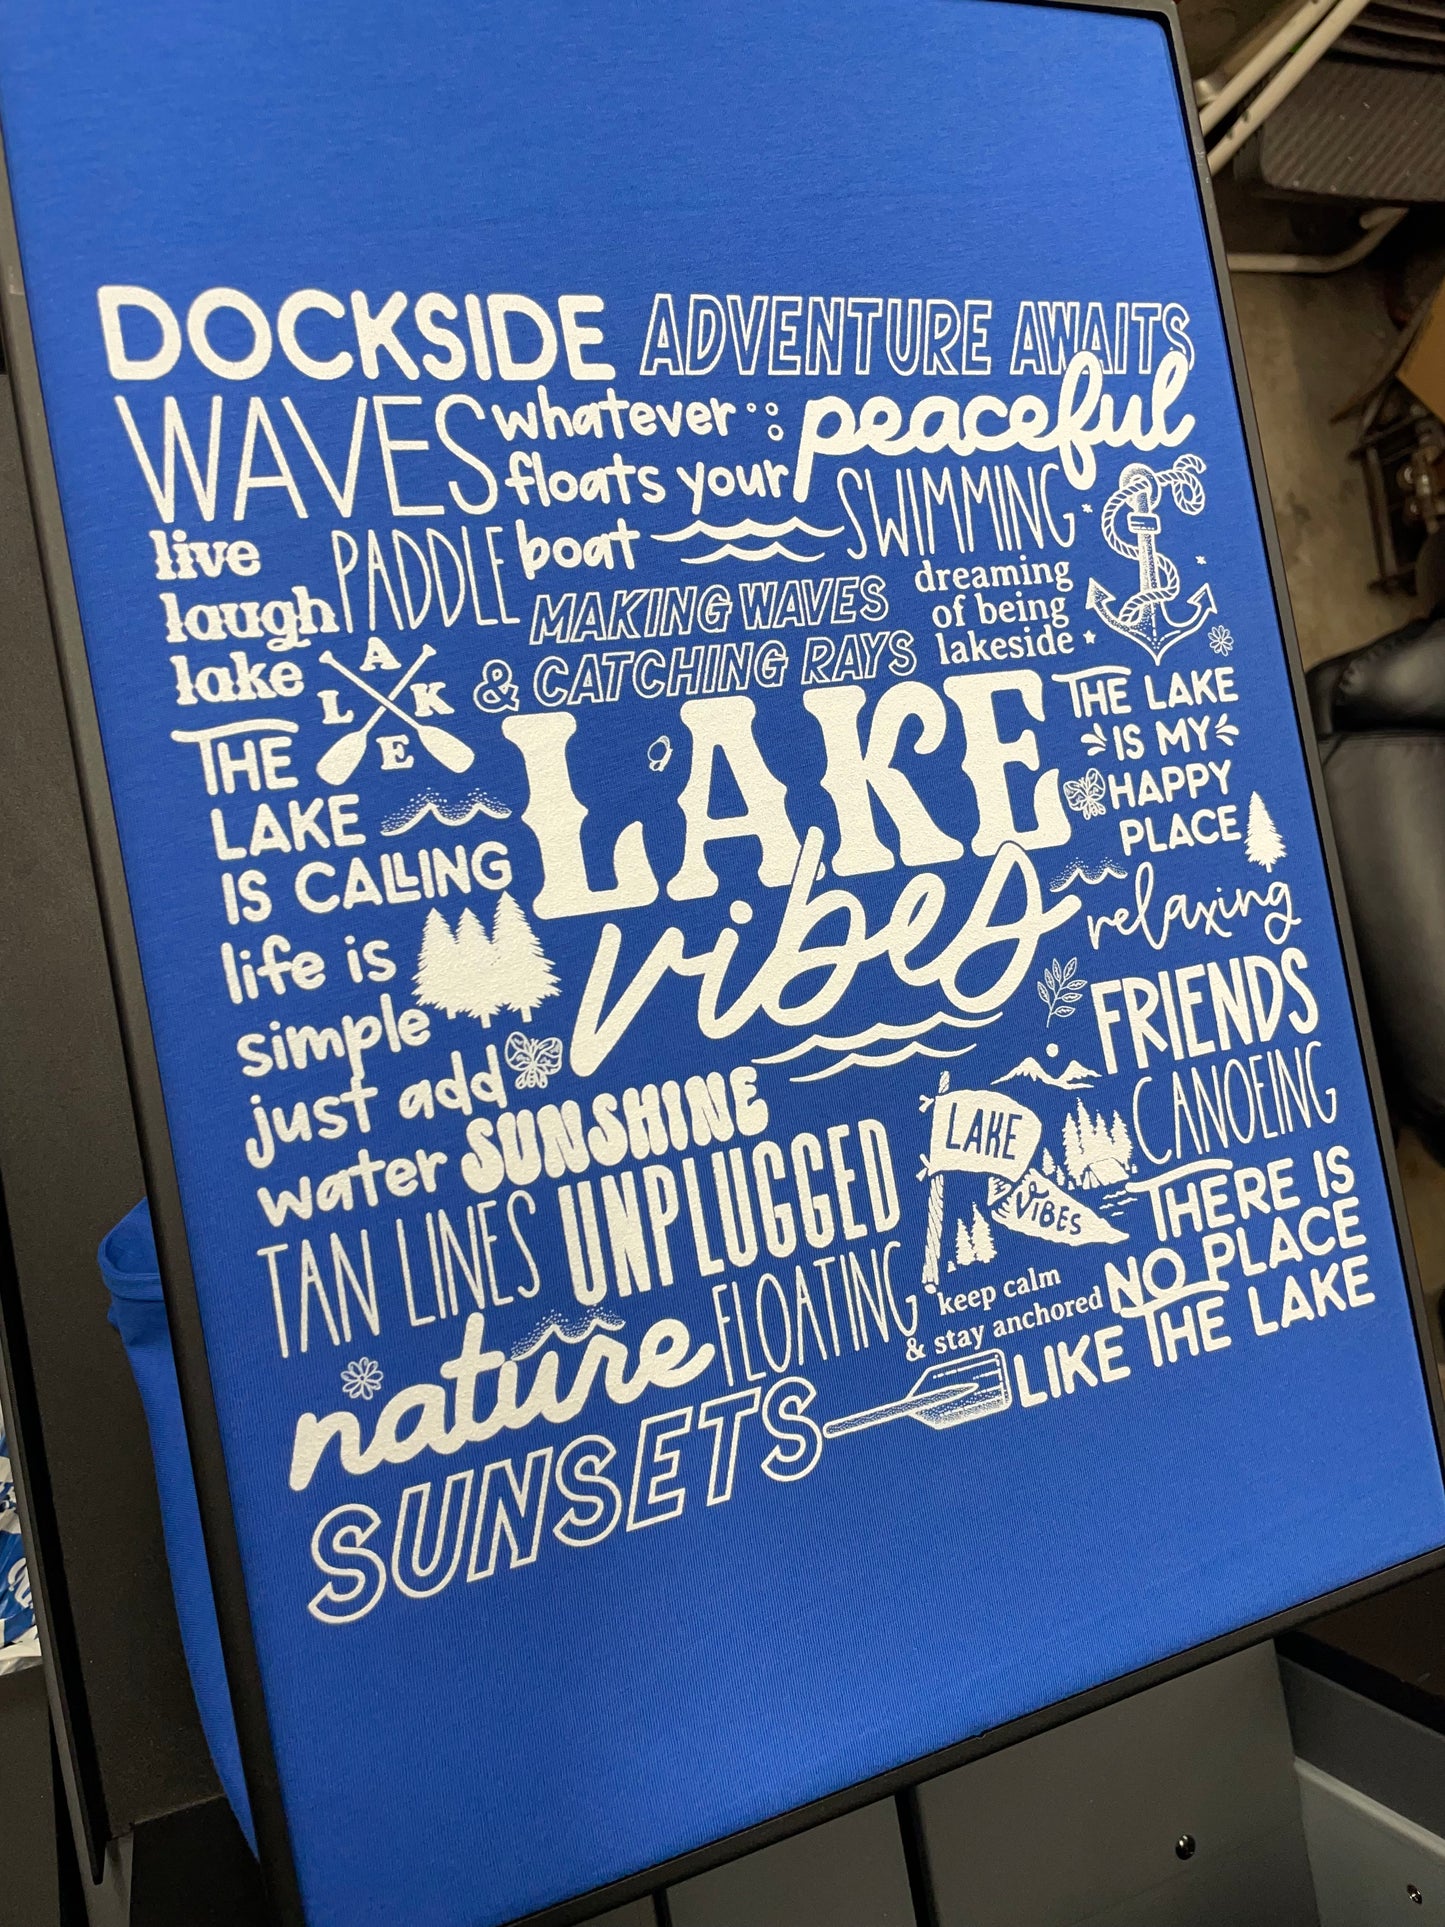 DOCKSIDE ADVENTURE AWAITS
WAVES
whatever
floats your
boat
peaceful
SWIMMING
live
laugh
lake
PADDLE
MAKING WAVES
& CATCHING RAYS
dreaming
of being
lakeside
L A K E
THE
LAKE
IS CALLING
LAKE
vibes
THE LAKE
IS MY
HAPPY
PLACE
relaxing
life is
simple
just add
water
SUNSHINE
FRIENDS
CANOEING
LAKE
VIBES
TAN LINES UNPLUGGED
nature
FLOATING
keep calm
& stay anchored
THERE IS
NO PLACE
LIKE THE LAKE
SUNSETS